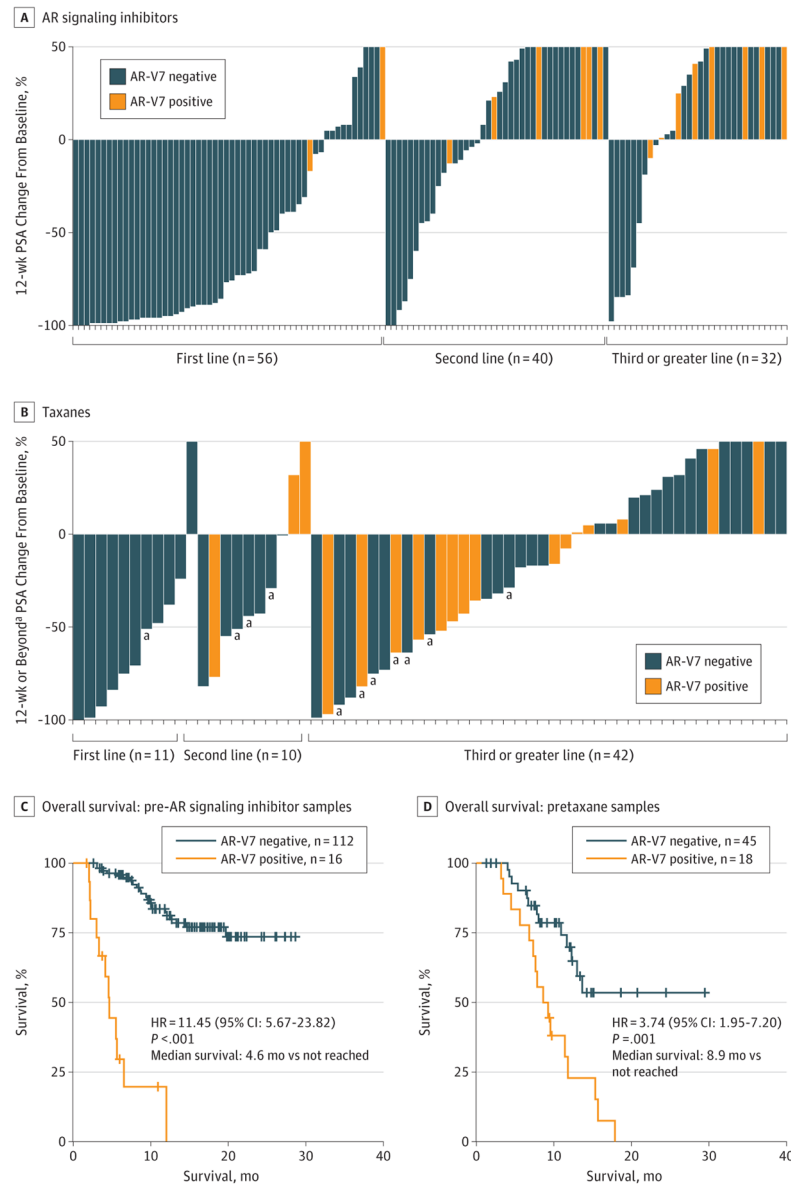 A AR signaling inhibitors
AR-V7 negative
AR-V7 positive
12-wk PSA Change From Baseline, %
50
0
-50
-100
First line (n = 56)
Second line (n = 40)
Third or greater line (n = 32)
B Taxanes
12-wk or Beyondᵃ PSA Change From Baseline, %
50
0
-50
-100
a
a
a
a
a
a
a
a
a
a
AR-V7 negative
AR-V7 positive
First line (n = 11)
Second line (n = 10)
Third or greater line (n = 42)
C Overall survival: pre-AR signaling inhibitor samples
AR-V7 negative, n = 112
AR-V7 positive, n = 16
Survival, %
100
75
50
25
0
HR = 11.45 (95% CI: 5.67-23.82)
P <.001
Median survival: 4.6 mo vs not reached
0 10 20 30 40
Survival, mo
D Overall survival: pretaxane samples
AR-V7 negative, n = 45
AR-V7 positive, n = 18
Survival, %
100
75
50
25
0
HR = 3.74 (95% CI: 1.95-7.20)
P =.001
Median survival: 8.9 mo vs
not reached
0 10 20 30 40
Survival, mo